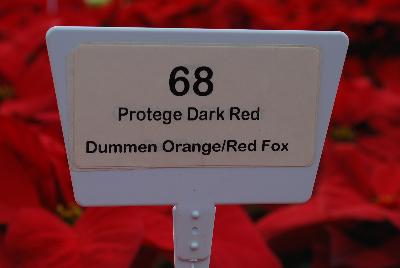 68
Protege Dark Red
Dummen Orange/Red Fox